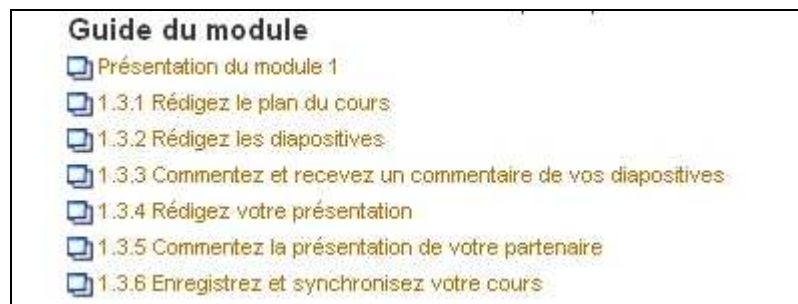 Guide du module
Présentation du module 1
1.3.1 Rédigez le plan du cours
1.3.2 Rédigez les diapositives
1.3.3 Commentez et recevez un commentaire de vos diapositives
1.3.4 Rédigez votre présentation
1.3.5 Commentez la présentation de votre partenaire
1.3.6 Enregistrez et synchronisez votre cours